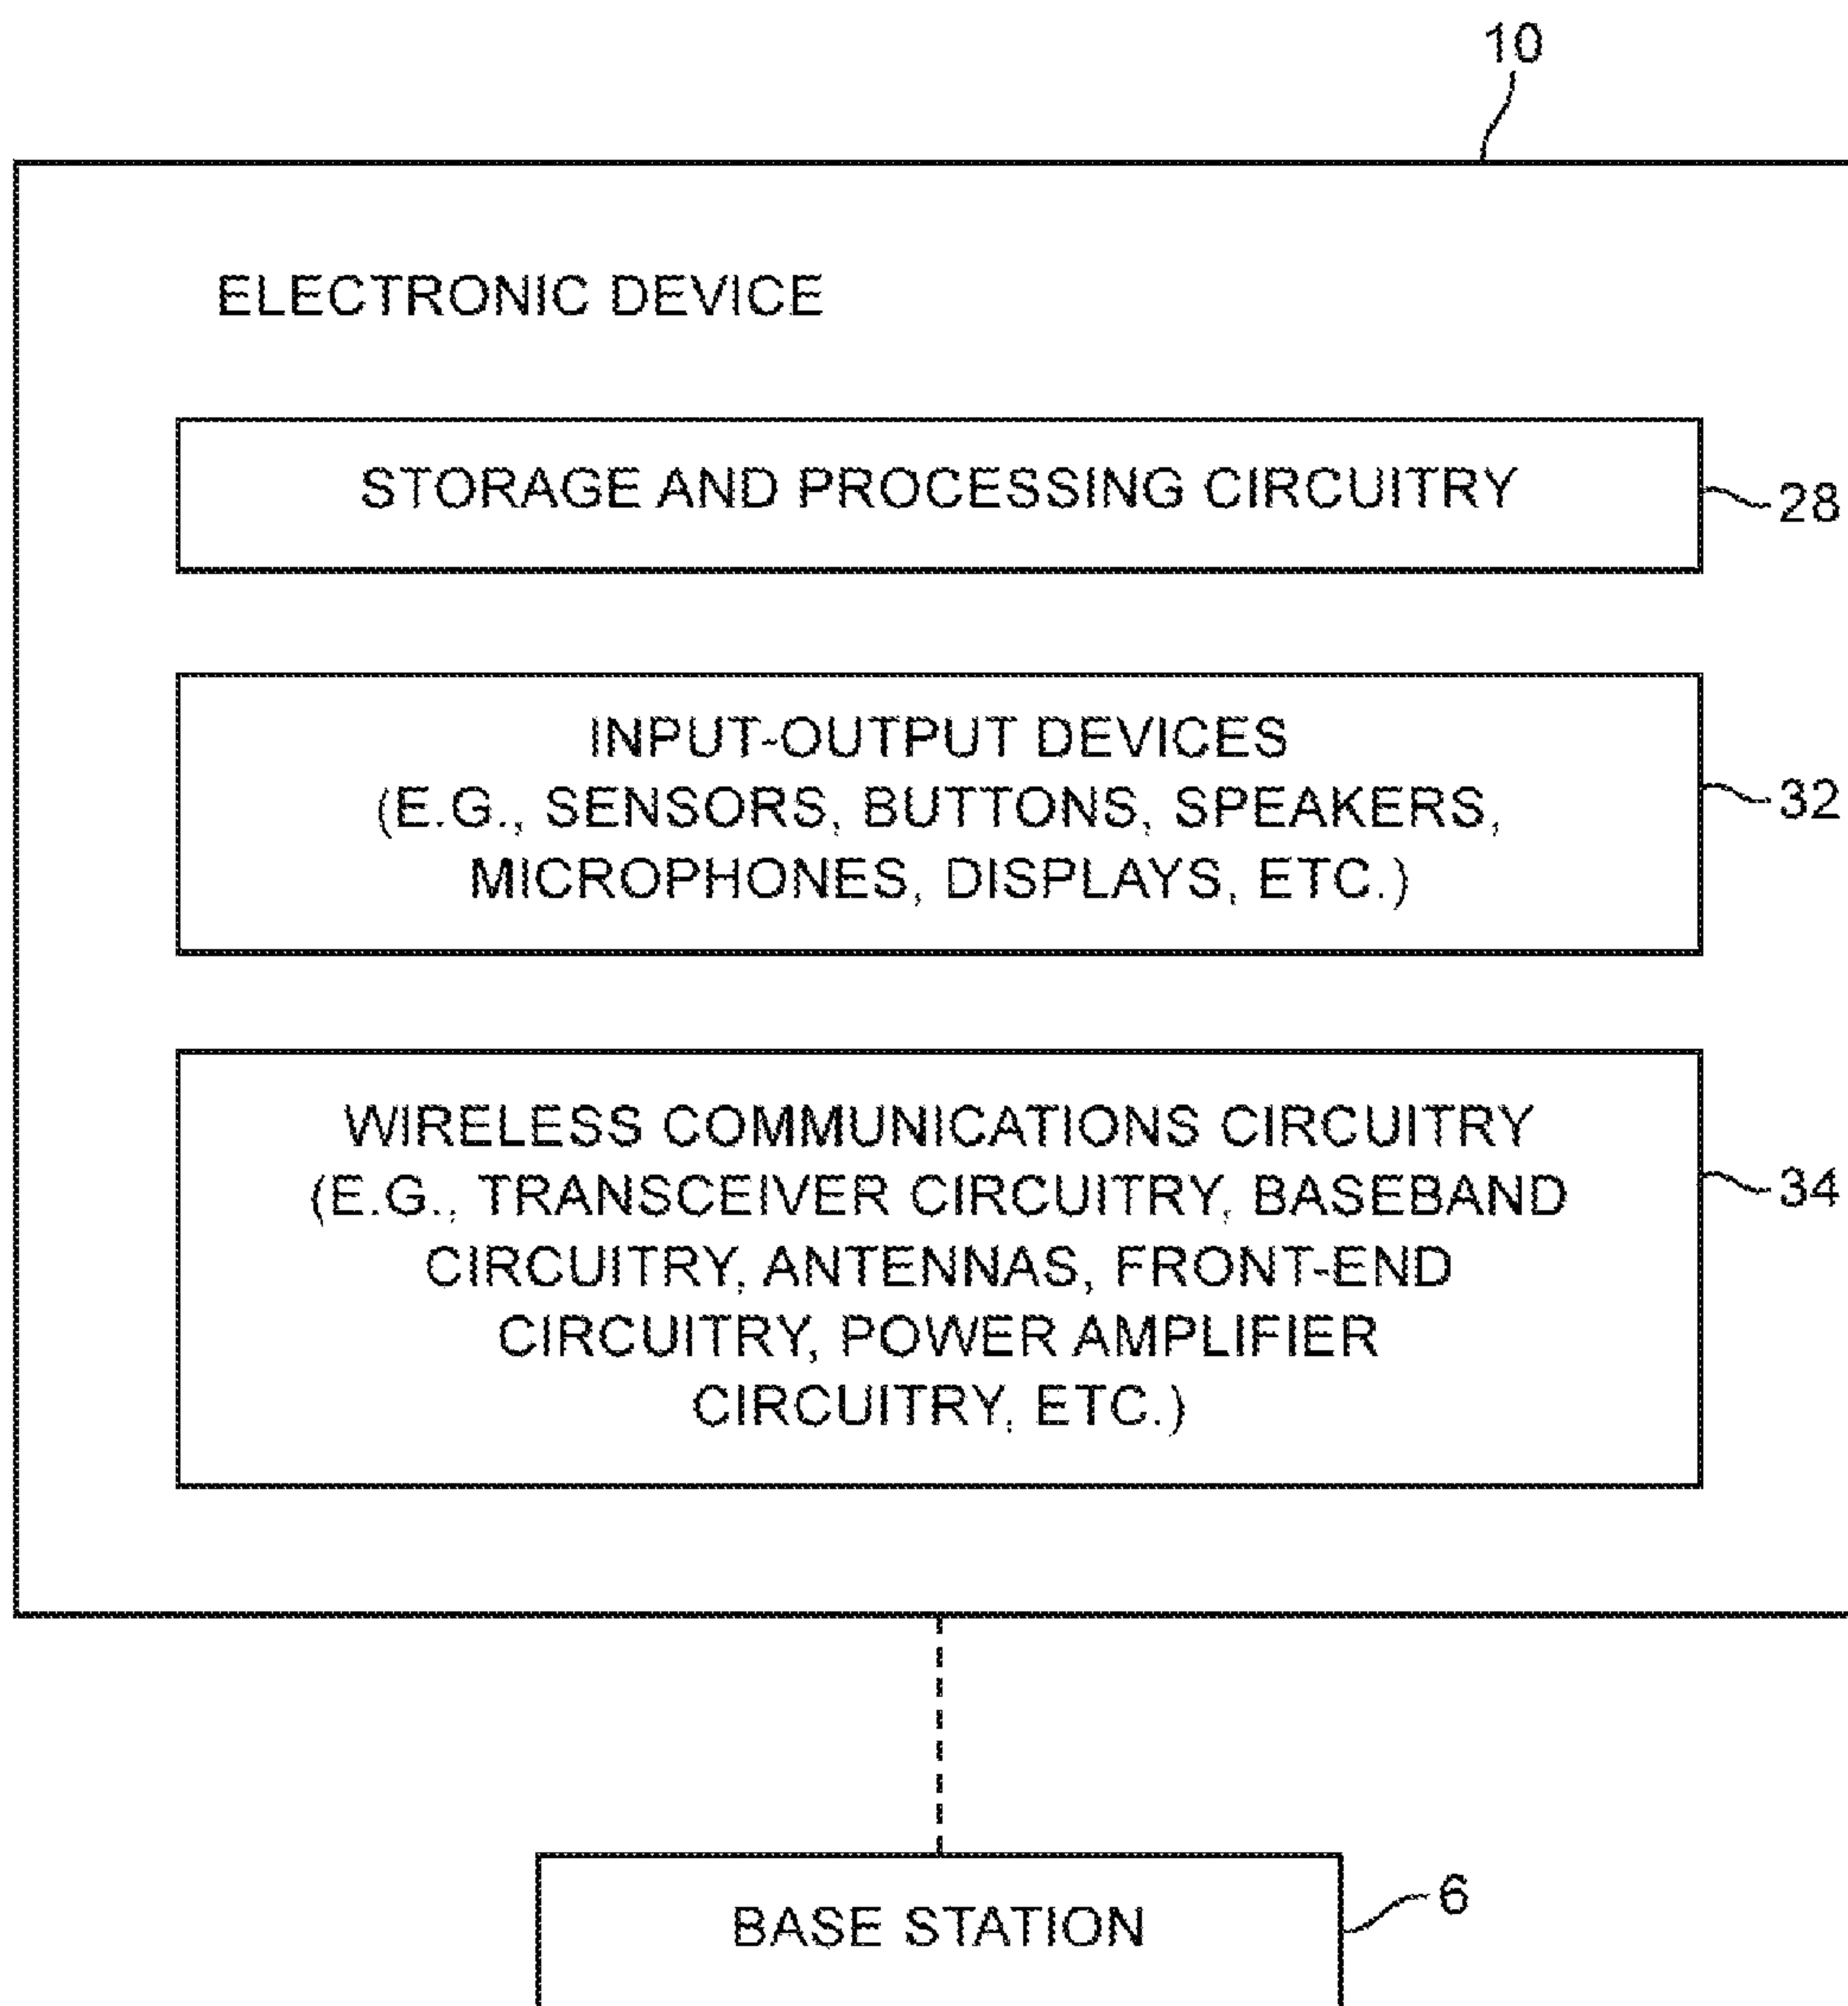 10
ELECTRONIC DEVICE
STORAGE AND PROCESSING CIRCUITRY
28
INPUT-OUTPUT DEVICES
(E.G., SENSORS, BUTTONS, SPEAKERS,
MICROPHONES, DISPLAYS, ETC.)
32
WIRELESS COMMUNICATIONS CIRCUITRY
(E.G., TRANSCEIVER CIRCUITRY, BASEBAND
CIRCUITRY, ANTENNAS, FRONT-END
CIRCUITRY, POWER AMPLIFIER
CIRCUITRY, ETC.)
34
BASE STATION
6